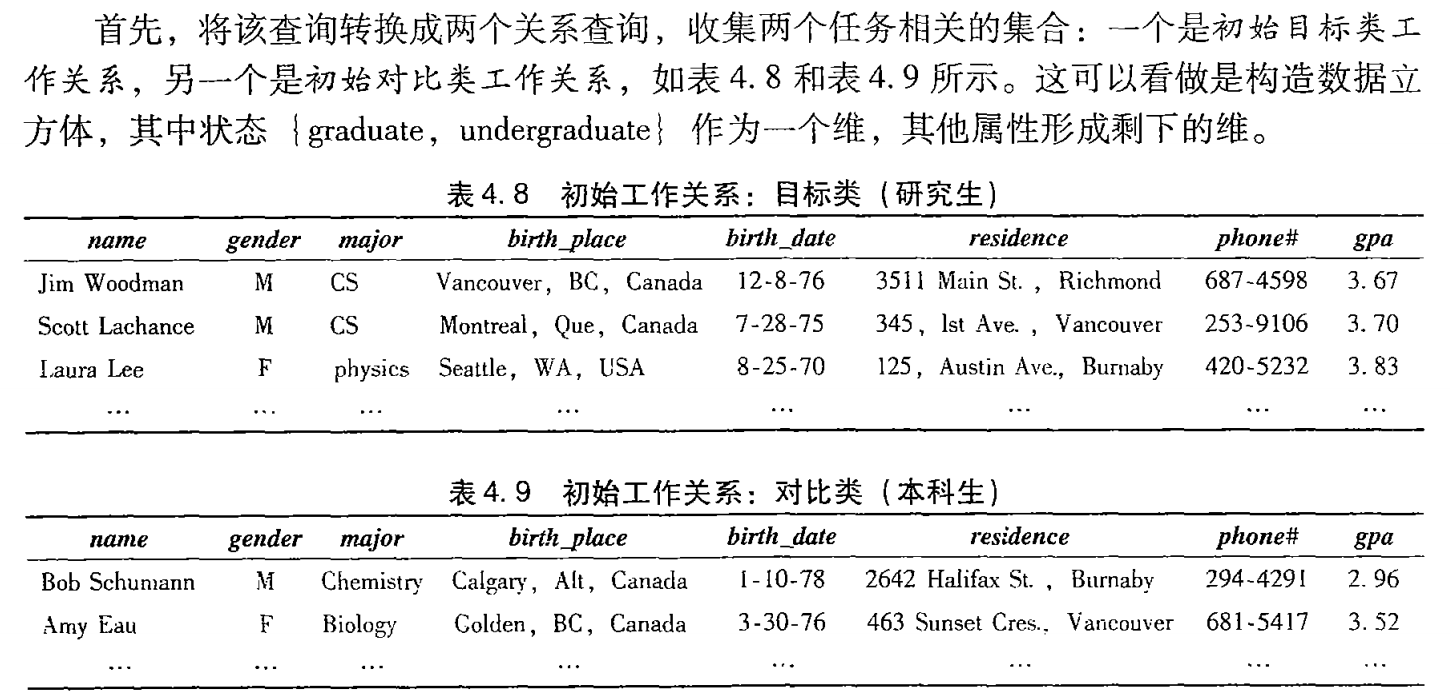 首先，将该查询转换成两个关系查询，收集两个任务相关的集合：一个是初始目标类工
作关系，另一个是初始对比类工作关系，如表4.8和表4.9所示。这可以看做是构造数据立
方体，其中状态｛graduate，undergraduate｝作为一个维，其他属性形成剩下的维。
表4.8 初始工作关系：目标类（研究生）
name gender major birth_place birth_date residence phone# gpa
Jim Woodman M CS Vancouver, BC, Canada 12-8-76 3511 Main St., Richmond 687-4598 3.67
Scott Lachance M CS Montreal, Que, Canada 7-28-75 345, lst Ave., Vancouver 253-9106 3.70
Laura Lee F physics Seattle, WA, USA 8-25-70 125, Austin Ave., Burnaby 420-5232 3.83
… … … … … … … …
表4.9 初始工作关系：对比类（本科生）
name gender major birth_place birth_date residence phone# gpa
Bob Schumann M Chemistry Calgary, Alt, Canada 1-10-78 2642 Halifax St., Burnaby 294-4291 2.96
Amy Eau F Biology Golden, BC, Canada 3-30-76 463 Sunset Cres., Vancouver 681-5417 3.52
… … … … … … … …